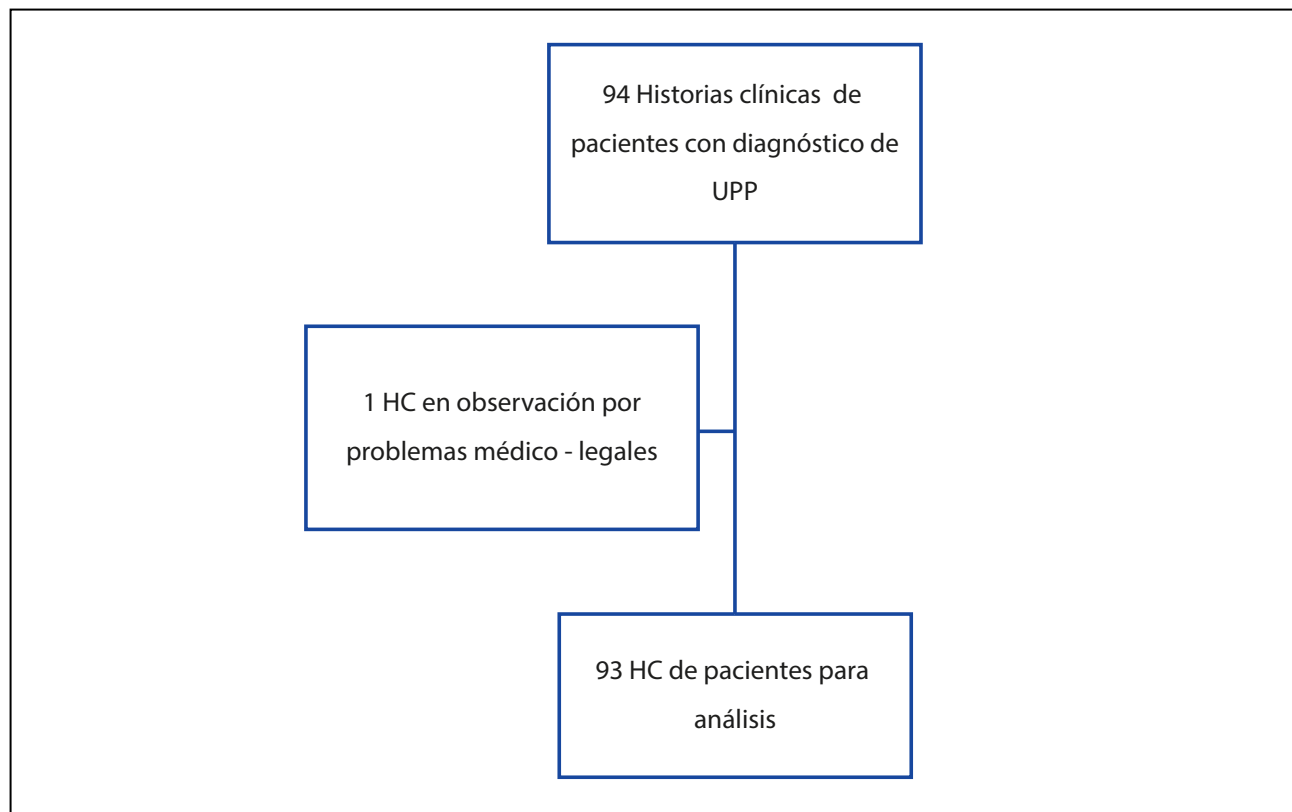 94 Historias clínicas de
pacientes con diagnóstico de
UPP
1 HC en observación por
problemas médico - legales
93 HC de pacientes para
análisis